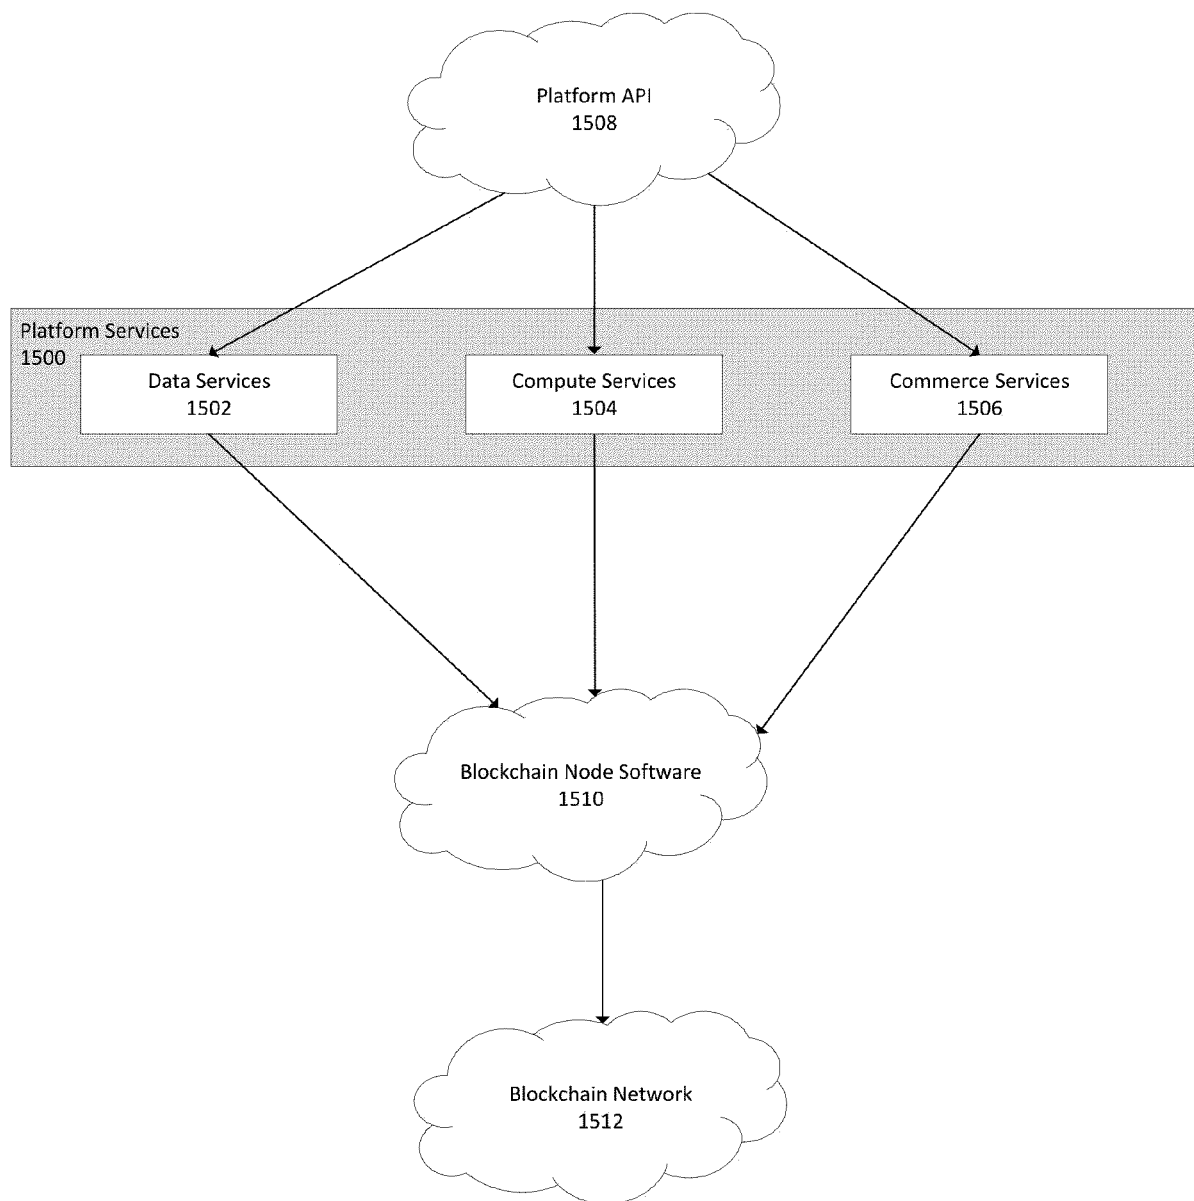 Platform API
1508
Platform Services
1500
Data Services
1502
Compute Services
1504
Commerce Services
1506
Blockchain Node Software
1510
Blockchain Network
1512